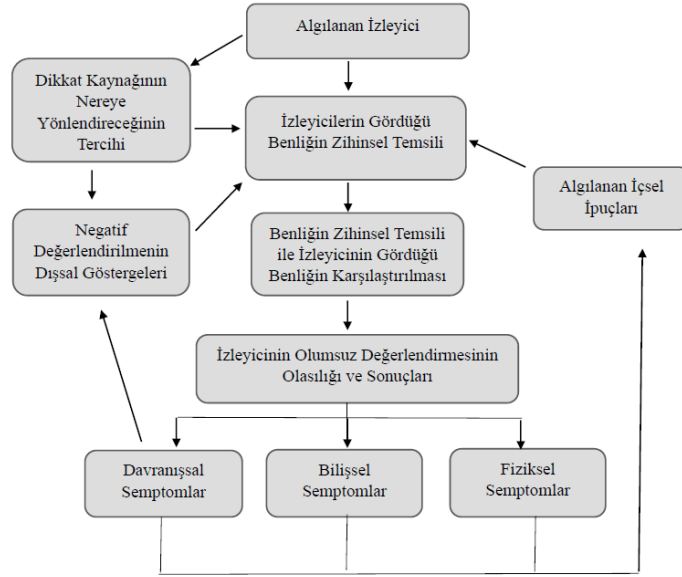 Algılanan İzleyici
Dikkat Kaynağının
Nereye
Yönlendireceğinin
Tercihi
İzleyicilerin Gördüğü
Benliğin Zihinsel Temsili
Algılanan İçsel
İpuçları
Negatif
Değerlendirilmenin
Dışsal Göstergeleri
Benliğin Zihinsel Temsili
ile İzleyicinin Gördüğü
Benliğin Karşılaştırılması
İzleyicinin Olumsuz Değerlendirmesinin
Olasılığı ve Sonuçları
Davranışsal
Semptomlar
Bilişsel
Semptomlar
Fiziksel
Semptomlar